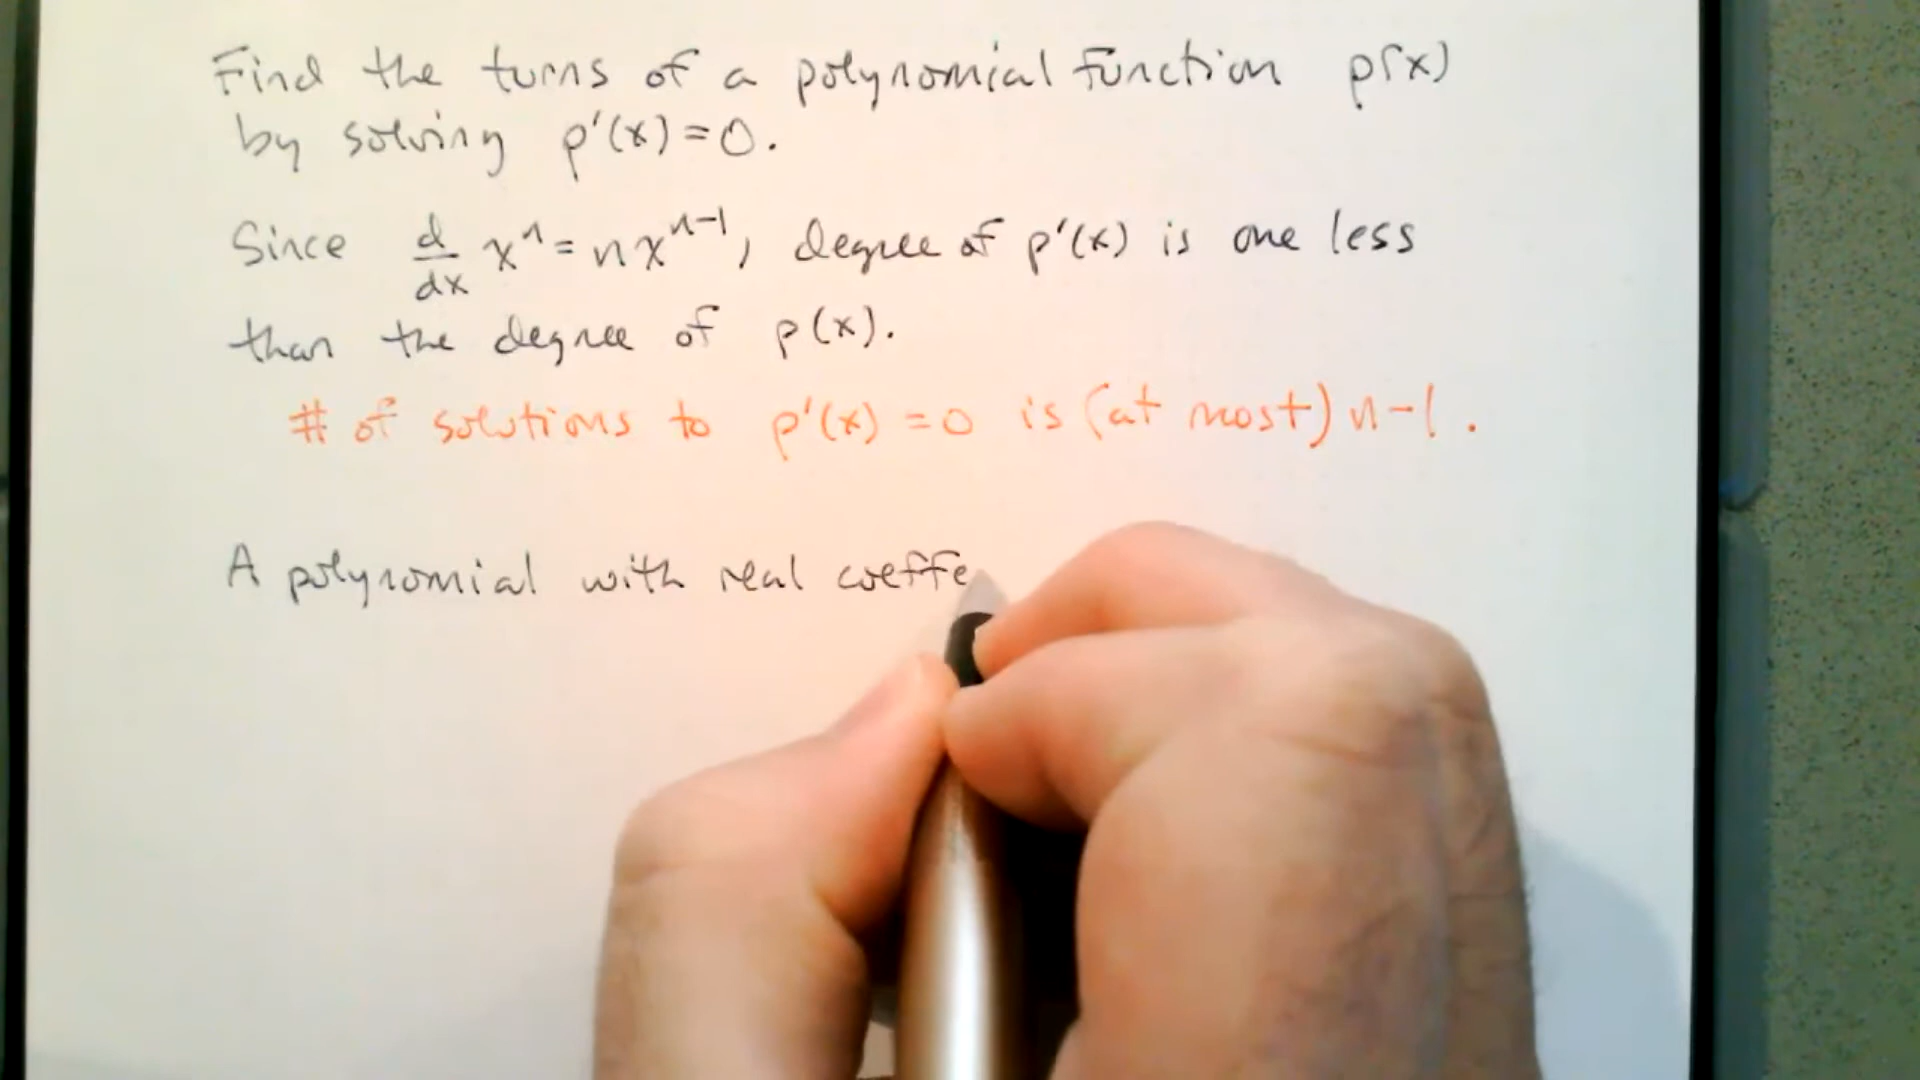 Find the turns of a polynomial function p(x)
by solving p'(x)=0.
Since d/dx x^n = nx^{n-1}, degree of p'(x) is one less
than the degree of p(x).
# of solutions to p'(x) = 0 is (at most) n-1.
A polynomial with real coeffe